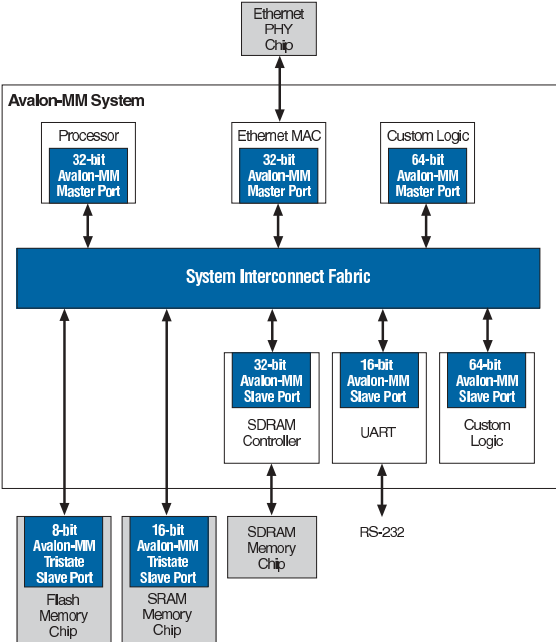 Ethernet
PHY
Chip
Avalon-MM System
Processor
32-bit
Avalon-MM
Master Port
Ethernet MAC
32-bit
Avalon-MM
Master Port
Custom Logic
64-bit
Avalon-MM
Master Port
System Interconnect Fabric
32-bit
Avalon-MM
Slave Port
SDRAM
Controller
16-bit
Avalon-MM
Slave Port
UART
64-bit
Avalon-MM
Slave Port
Custom
Logic
8-bit
Avalon-MM
Tristate
Slave Port
Flash
Memory
Chip
16-bit
Avalon-MM
Tristate
Slave Port
SRAM
Memory
Chip
SDRAM
Memory
Chip
RS-232